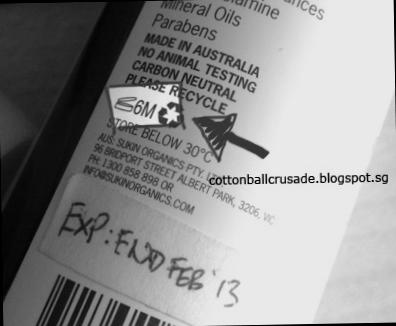 Mineral Oils
Parabens
MADE IN AUSTRALIA
NO ANIMAL TESTING
CARBON NEUTRAL
PLEASE RECYCLE
6M
STORE BELOW 30°C
AUS: SUKIN ORGANICS PTY.
96 BRIDPORT STREET ALBERT PARK, 3206, VIC
PH: 1300 858 898 OR
INFO@SUKINORGANICS.COM
cottonballcrusade.blogspot.sg
EXP: END FEB '13